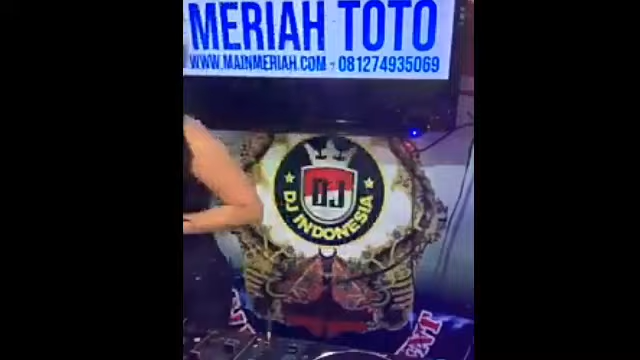 MERIAH TOTO
WWW.MAINMERIAH.COM - 081274935069
DJ
DJ INDONESIA